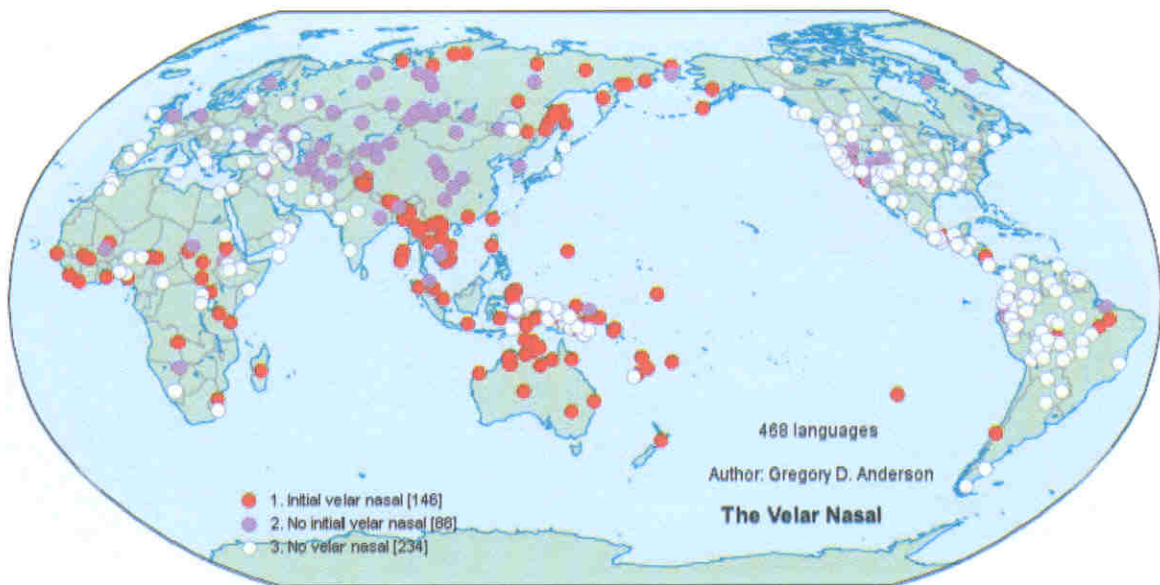 468 languages
Author: Gregory D. Anderson
The Velar Nasal
1. Initial velar nasal [146]
2. No initial velar nasal [88]
3. No velar nasal [234]